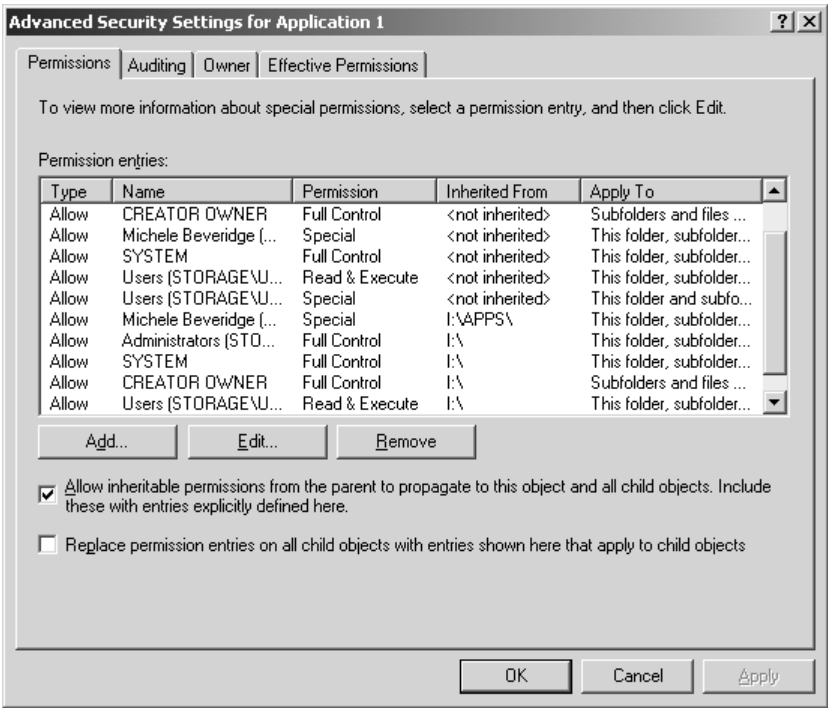 Advanced Security Settings for Application 1
Permissions Auditing Owner Effective Permissions
To view more information about special permissions, select a permission entry, and then click Edit.
Permission entries:
Type Name Permission Inherited From Apply To
Allow CREATOR OWNER Full Control <not inherited> Subfolders and files ...
Allow Michele Beveridge (... Special <not inherited> This folder, subfolder...
Allow SYSTEM Full Control <not inherited> This folder, subfolder...
Allow Users (STORAGE\U... Read & Execute <not inherited> This folder, subfolder...
Allow Users (STORAGE\U... Special <not inherited> This folder and subfo...
Allow Michele Beveridge (... Special I:\APPS\ This folder, subfolder...
Allow Administrators (STO... Full Control I:\ This folder, subfolder...
Allow SYSTEM Full Control I:\ This folder, subfolder...
Allow CREATOR OWNER Full Control I:\ Subfolders and files ...
Allow Users (STORAGE\U... Read & Execute I:\ This folder, subfolder...
Add... Edit... Remove
Allow inheritable permissions from the parent to propagate to this object and all child objects. Include
these with entries explicitly defined here.
Replace permission entries on all child objects with entries shown here that apply to child objects
OK Cancel Apply